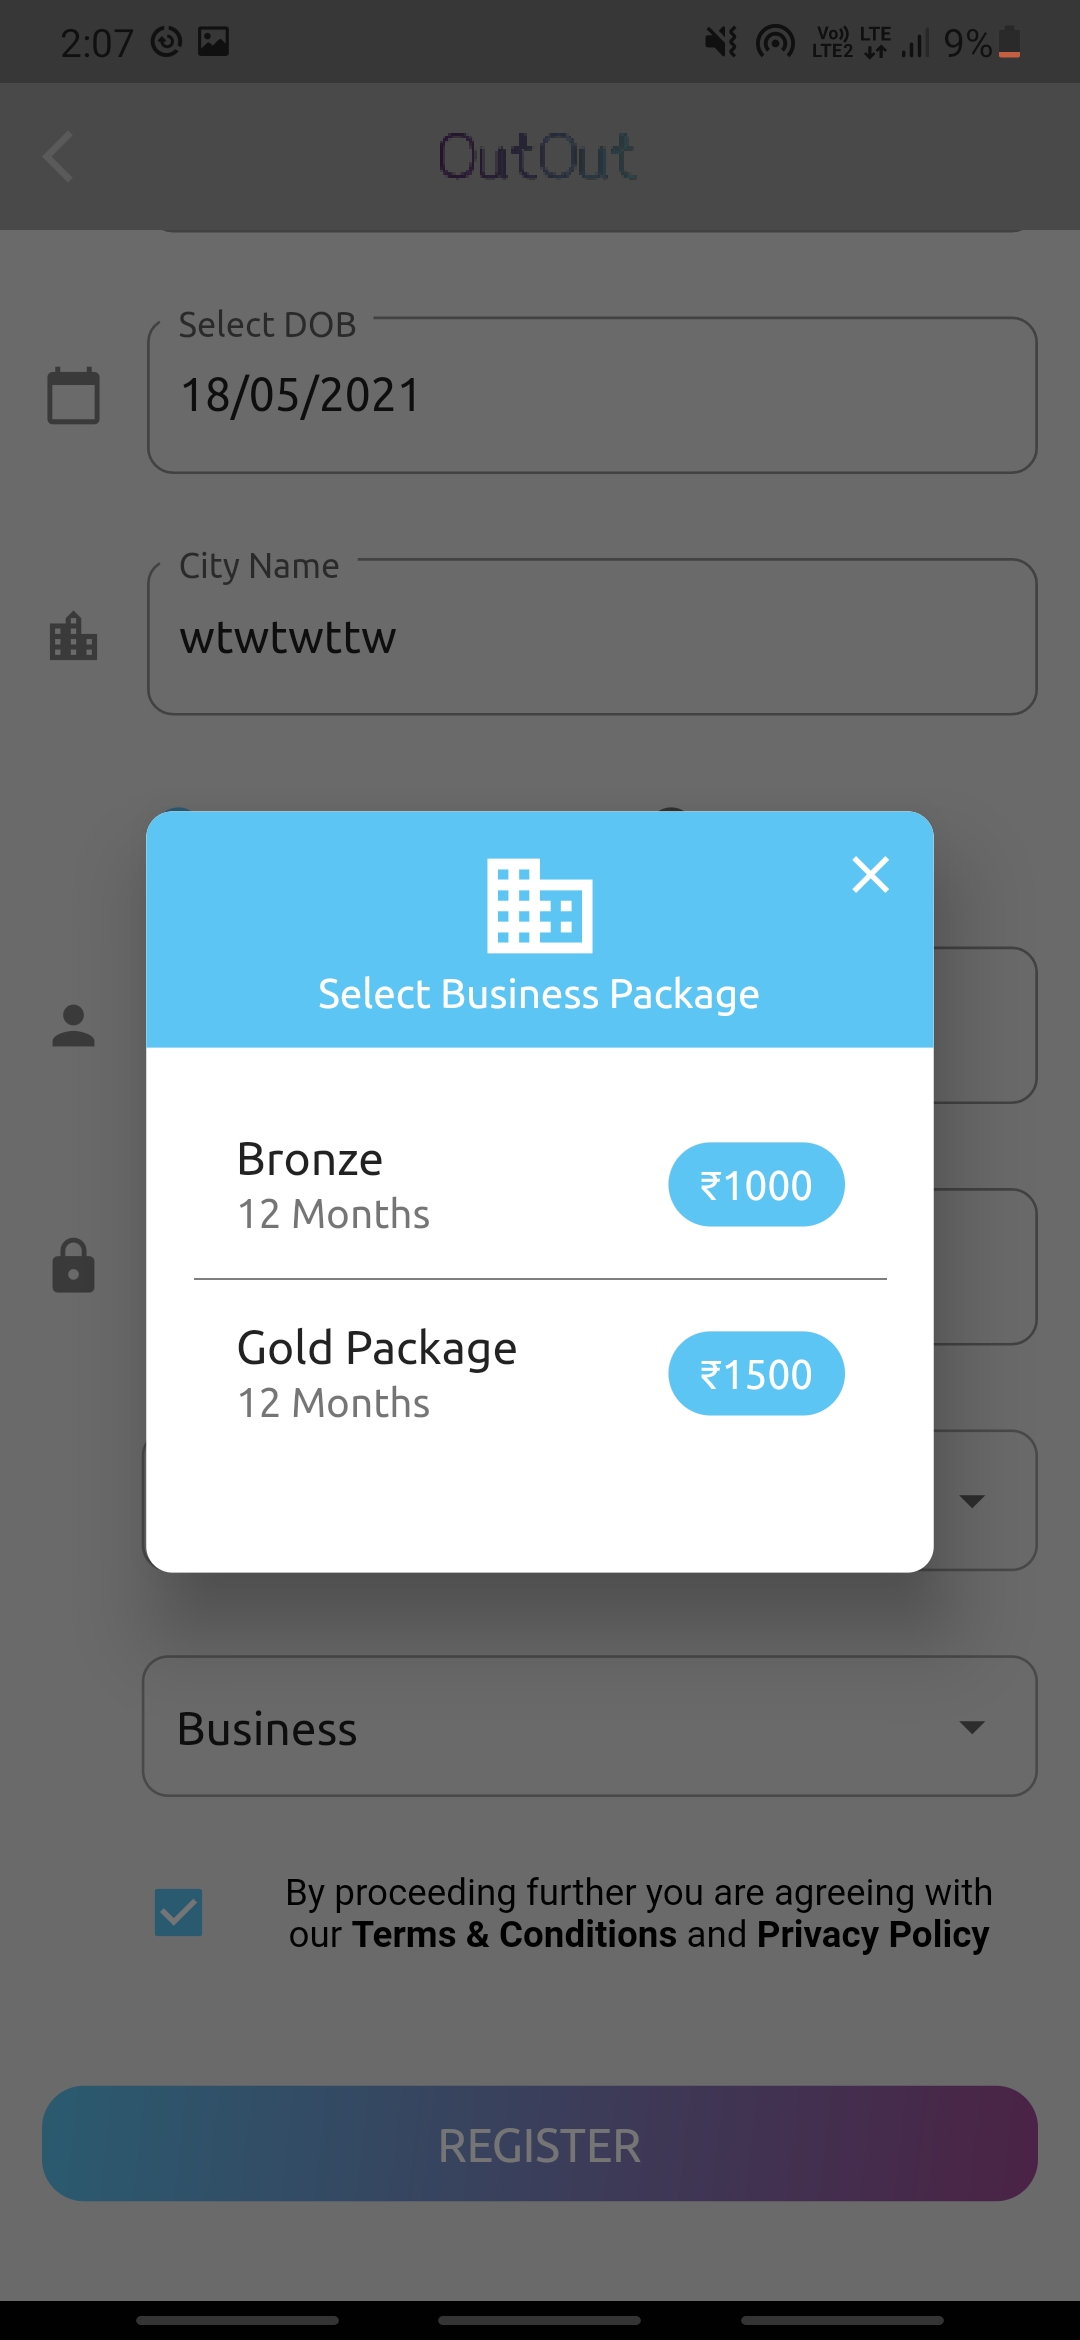 2:07
Vo)) LTE
LTE2
9%
OutOut
Select DOB
18/05/2021
City Name
wtwtwttw
Select Business Package
Bronze
₹1000
12 Months
Gold Package
₹1500
12 Months
Business
By proceeding further you are agreeing with
our Terms & Conditions and Privacy Policy
REGISTER